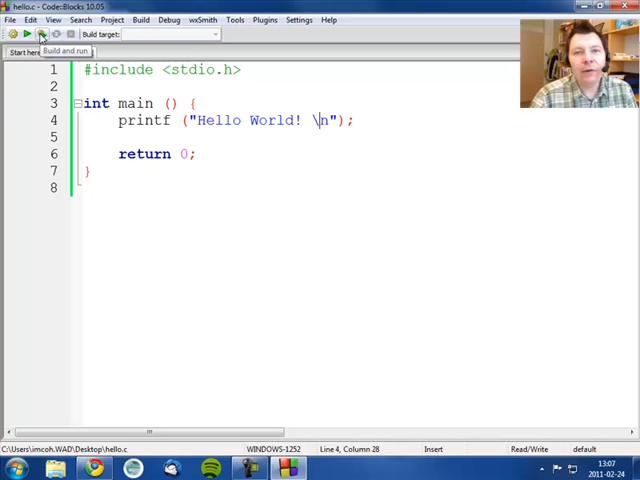 hello.c - Code::Blocks 10.05
File Edit View Search Project Build Debug wxSmith Tools Plugins Settings Help
Build target:
Build and run
Start here
1 #include <stdio.h>
2
3 int main () {
4 printf ("Hello World! \n");
5
6 return 0;
7 }
8
C:\Users\imcoh.WAD\Desktop\hello.c WINDOWS-1252 Line 4, Column 28 Insert Read/Write default
13:07
2011-02-24